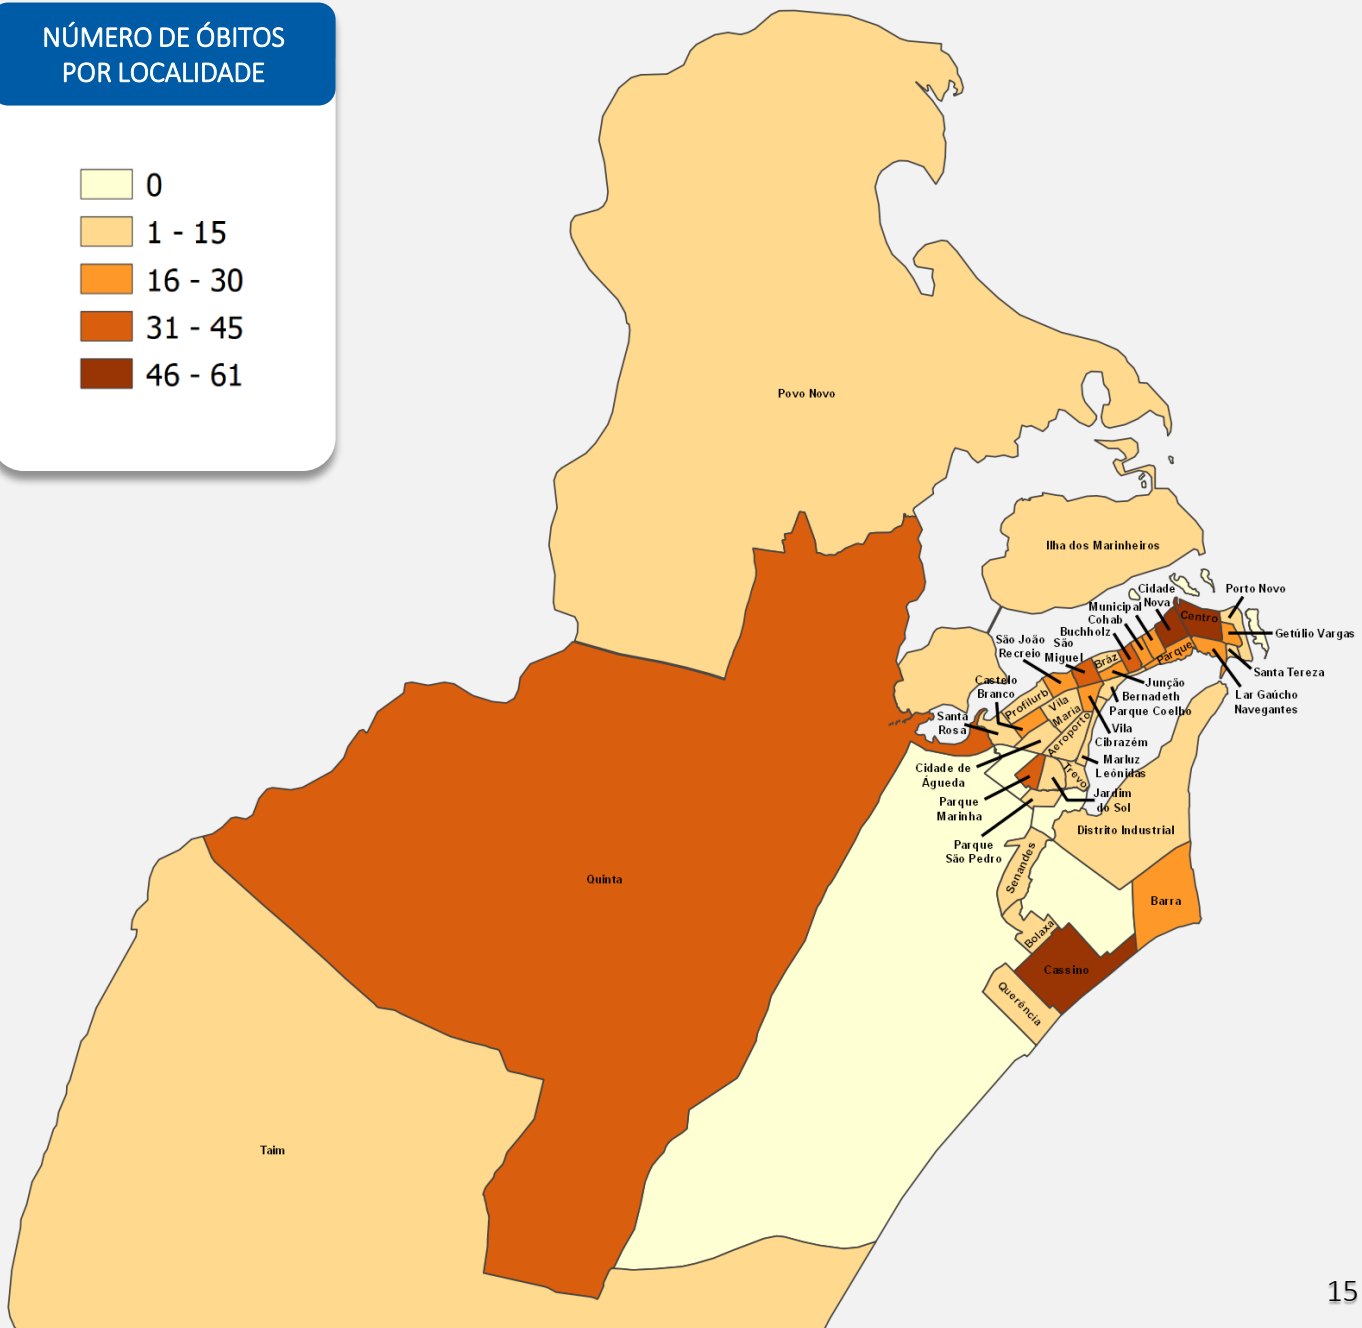 NÚMERO DE ÓBITOS
POR LOCALIDADE
0
1 - 15
16 - 30
31 - 45
46 - 61
Povo Novo
Ilha dos Marinheiros
Cidade
Nova
Porto Novo
Municipal
Cohab
Centro
Buchholz
Getúlio Vargas
São João
Recreio
São
Miguel
Bráz
Parque
Santa Tereza
Junção
Castelo
Branco
Bernadeth
Parque Coelho
Lar Gaúcho
Navegantes
Profilurb
Vila
Maria
Santa
Rosa
Aeroporto
Vila
Cibrazém
Marluz
Leónidas
Cidade de
Águeda
Trevo
Jardim
do Sol
Parque
Marinha
Distrito Industrial
Parque
São Pedro
Senandes
Quinta
Barra
Bolaxa
Cassino
Querência
Taim
15